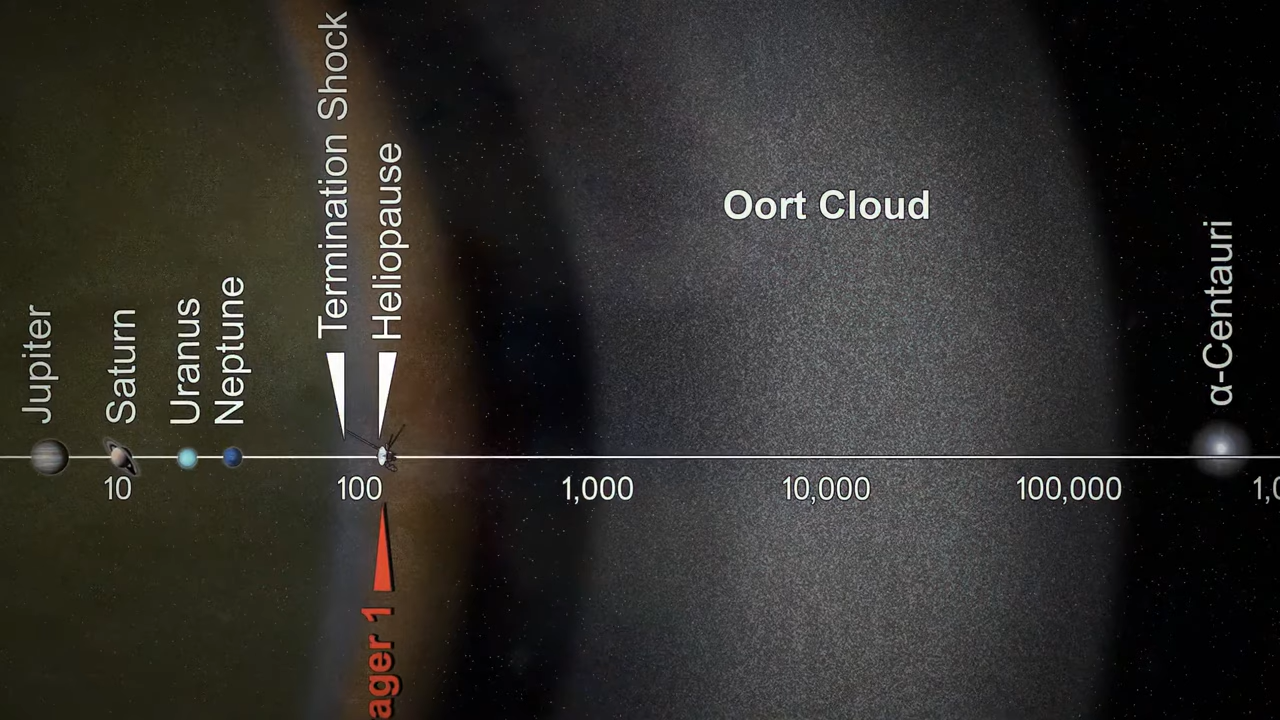 Jupiter
Saturn
Uranus
Neptune
Termination Shock
Heliopause
Oort Cloud
α-Centauri
10
100
1,000
10,000
100,000
ager 1